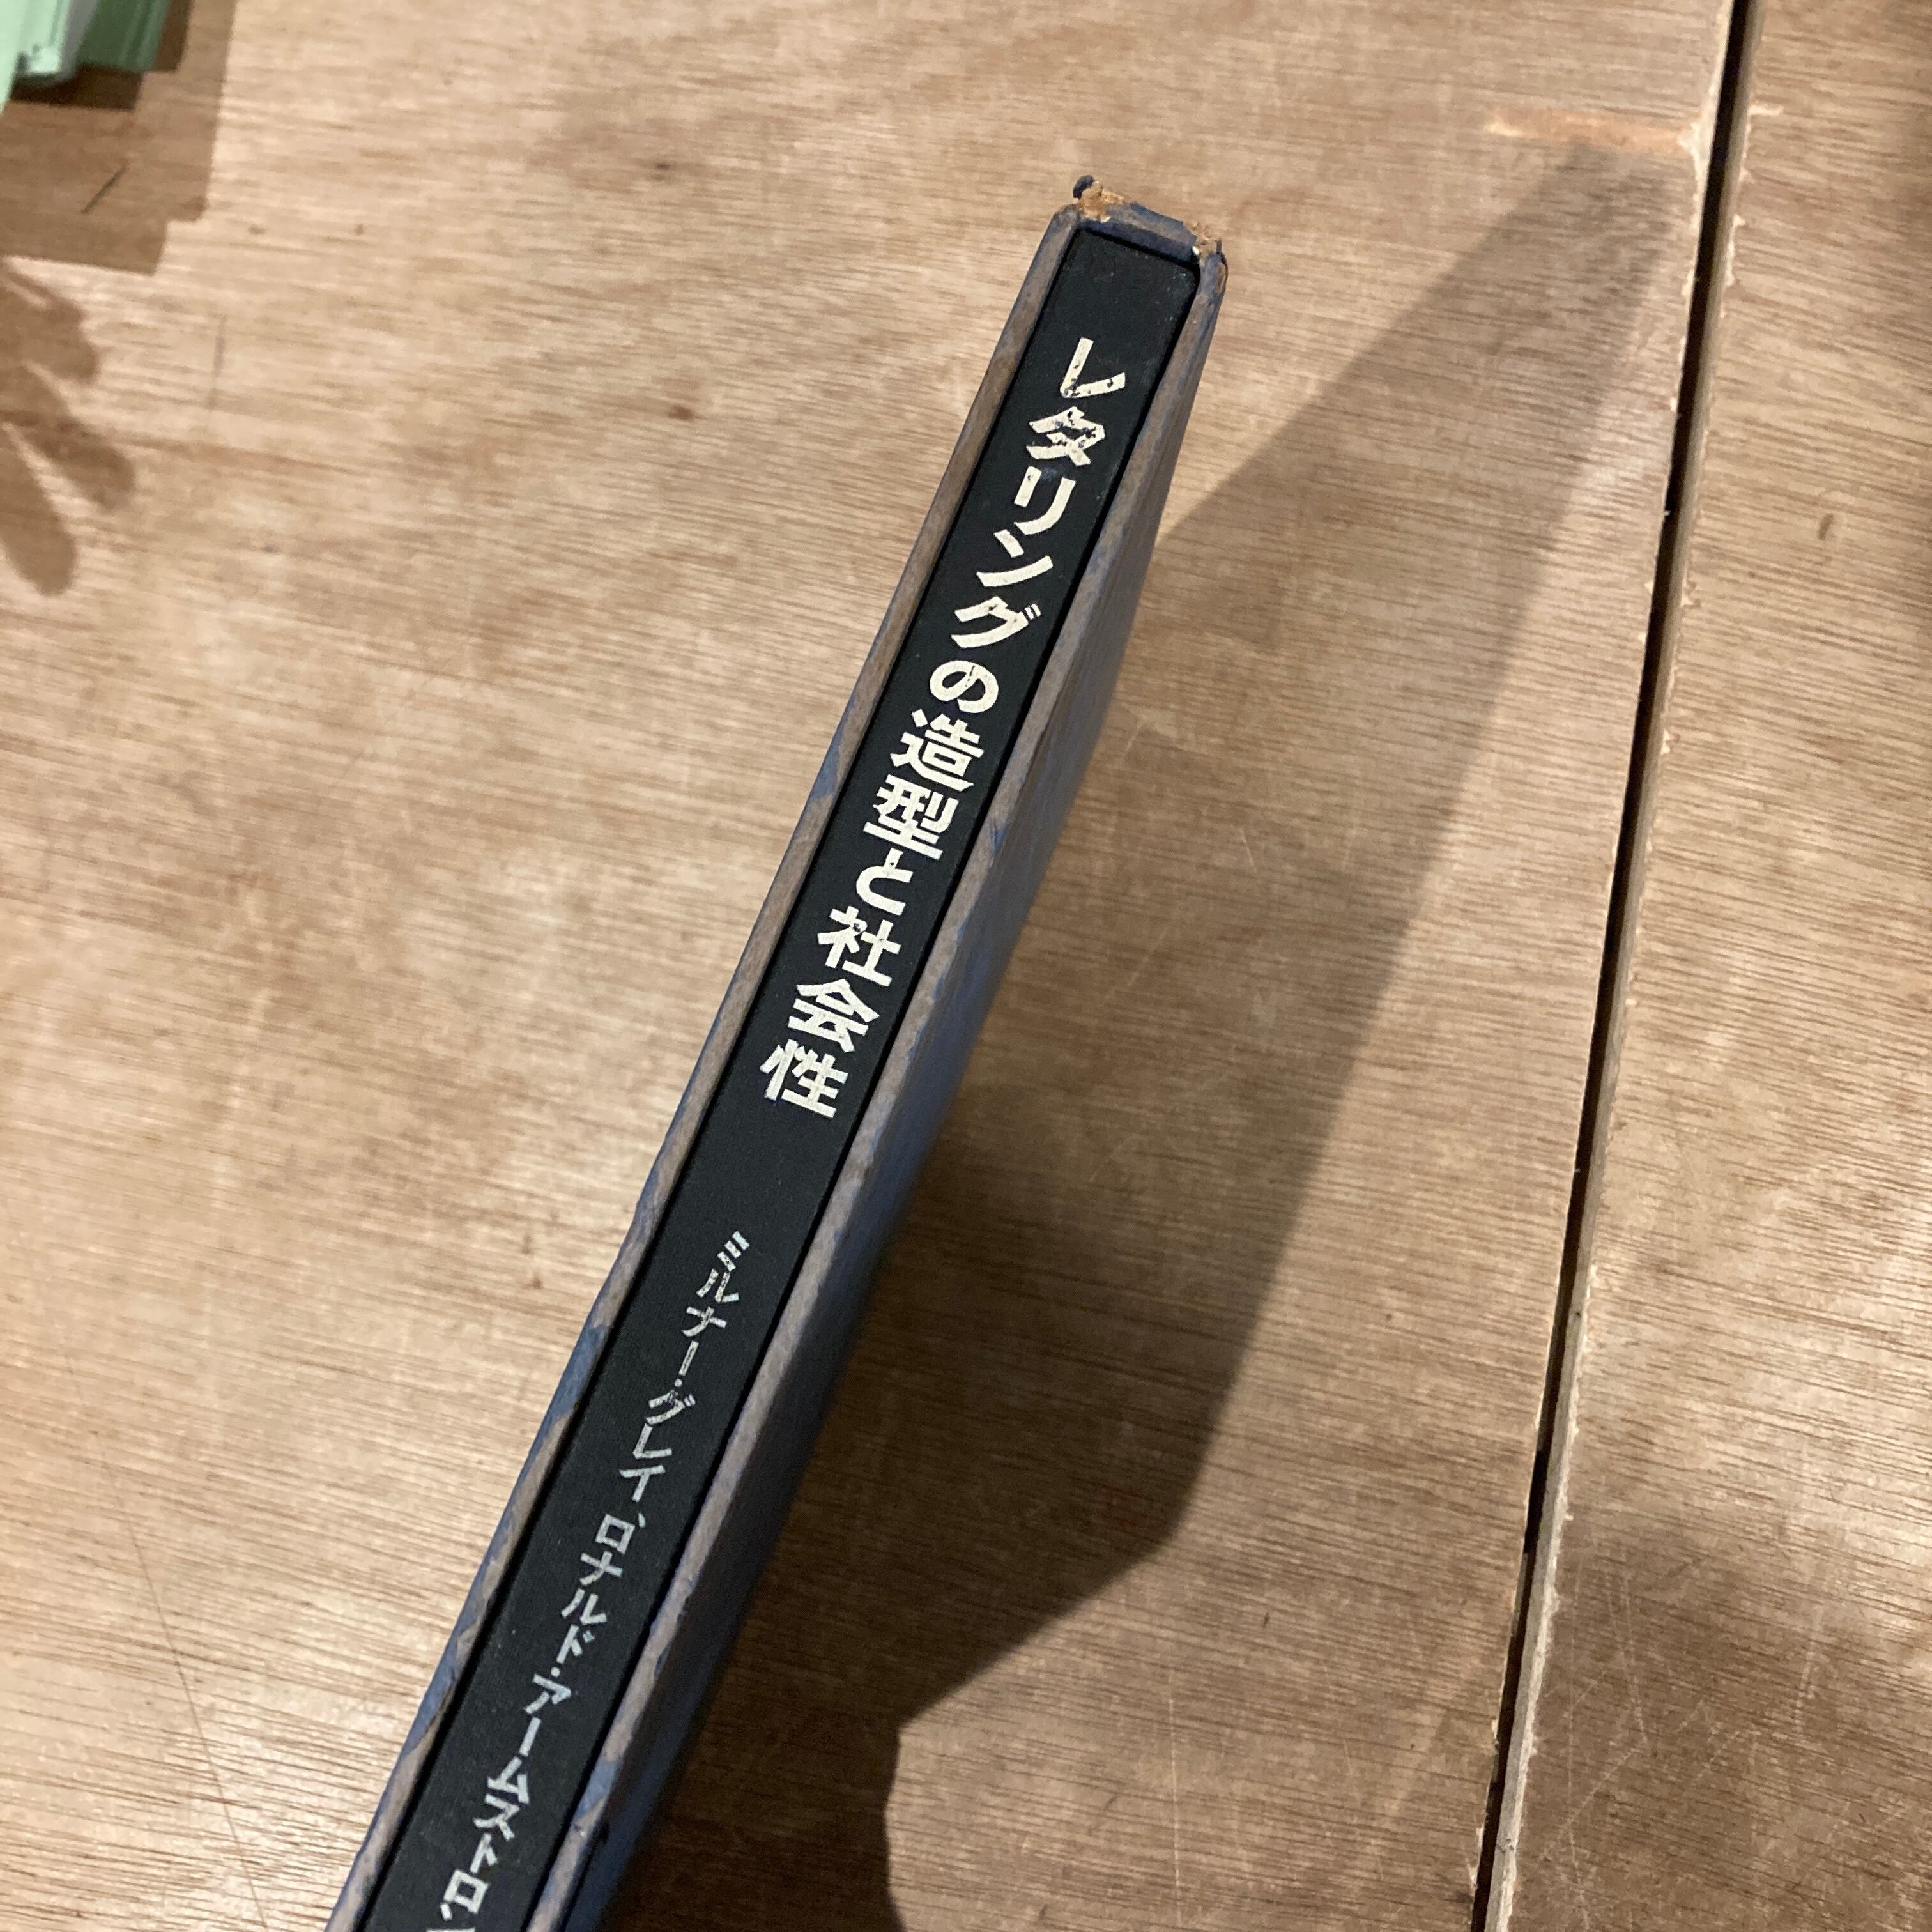 レタリングの造型と社会性
ミルナー・グレイ、ロナルド・アームストロ